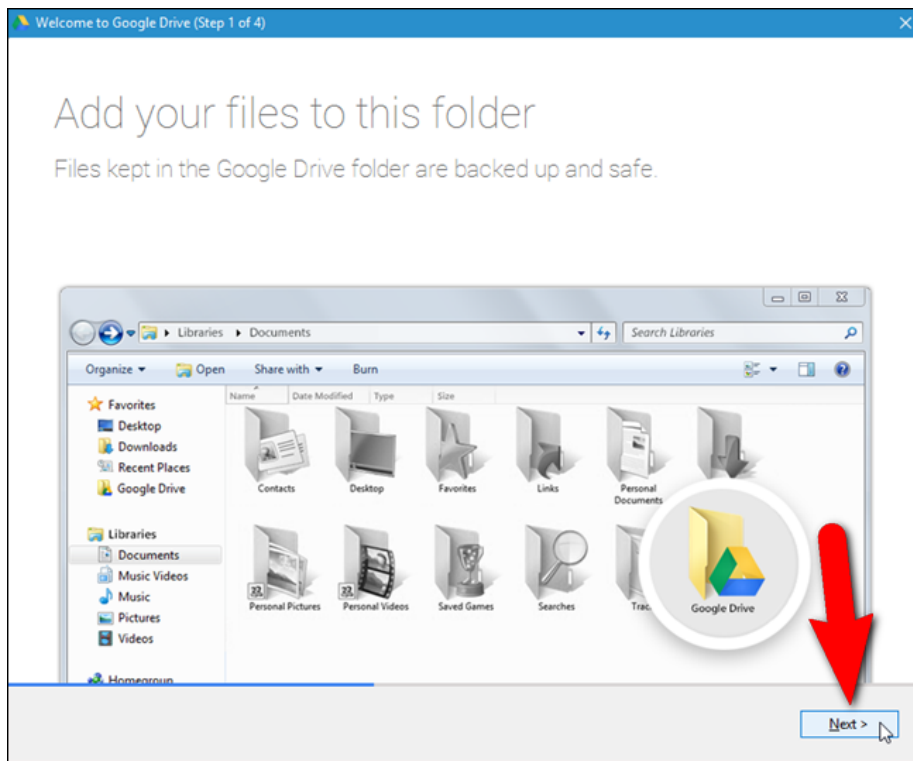 Welcome to Google Drive (Step 1 of 4)
Add your files to this folder
Files kept in the Google Drive folder are backed up and safe.
Libraries Documents
Search Libraries
Organize Open Share with Burn
Name Date Modified Type Size
Favorites
Desktop
Downloads
Recent Places
Google Drive
Libraries
Documents
Music Videos
Music
Pictures
Videos
Homegroup
Contacts Desktop Favorites Links Personal
Documents
Personal Pictures Personal Videos Saved Games Searches Google Drive
Next >